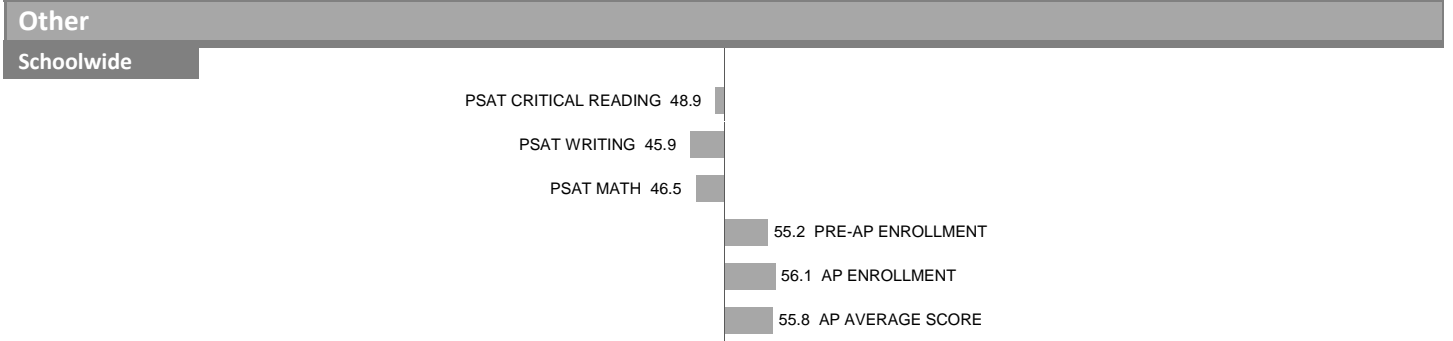 Other
Schoolwide
PSAT CRITICAL READING 48.9
PSAT WRITING 45.9
PSAT MATH 46.5
55.2 PRE-AP ENROLLMENT
56.1 AP ENROLLMENT
55.8 AP AVERAGE SCORE